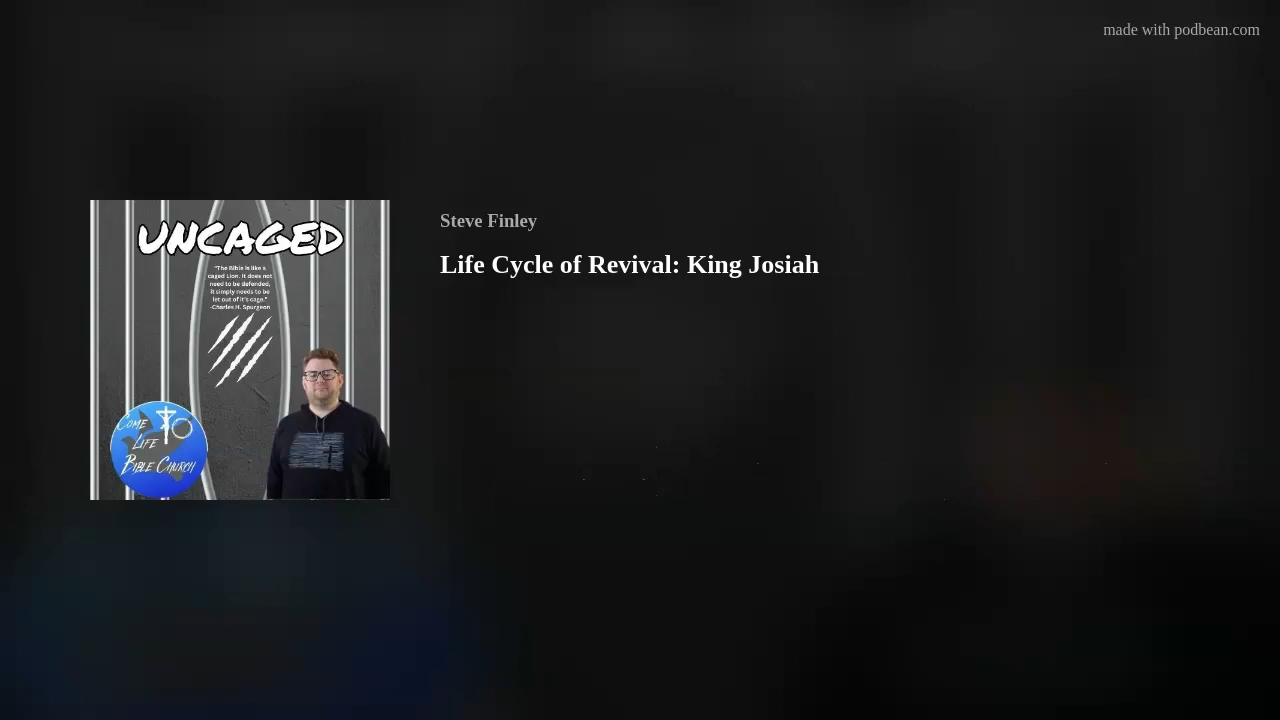 made with podbean.com
UNCAGED
"The Bible is like a
caged Lion. It does not
need to be defended,
it simply needs to be
let out of it's cage."
-Charles H. Spurgeon
COME TO
LIFE
BIBLE CHURCH
Steve Finley
Life Cycle of Revival: King Josiah